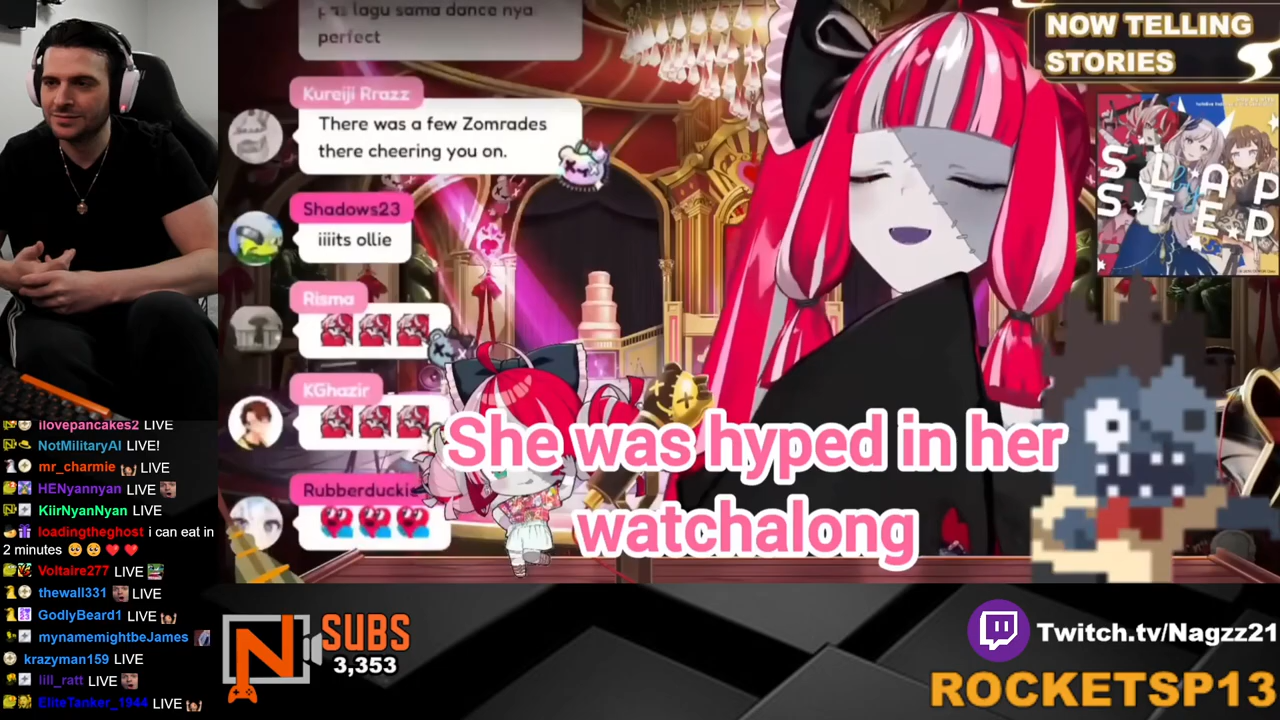 pas lagu sama dance nya
perfect
Kureiji Rrazz
There was a few Zomrades
there cheering you on.
Shadows23
iiiits ollie
Risma
KGhazir
Rubberduckie
She was hyped in her
watchalong
NOW TELLING
STORIES
SLAP
STEP
ilovepancakes2 LIVE
NotMilitaryAI LIVE!
mr_charmie LIVE
HENyannyan LIVE
KiirNyanNyan LIVE
loadingtheghost i can eat in
2 minutes
Voltaire277 LIVE
thewall331 LIVE
GodlyBeard1 LIVE
mynamemightbeJames
krazyman159 LIVE
lill_ratt LIVE
EliteTanker_1944 LIVE
N SUBS
3,353
Twitch.tv/Nagzz21
ROCKETSP13